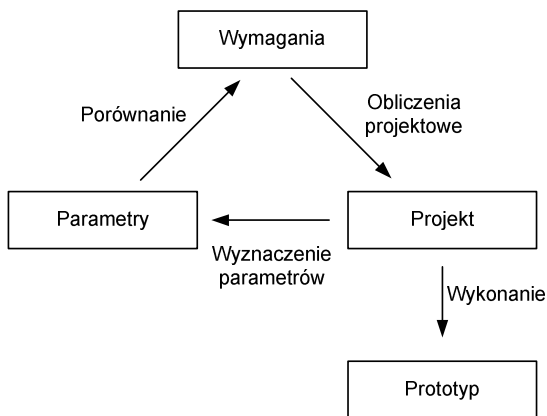 Wymagania
Porównanie
Obliczenia
projektowe
Parametry
Projekt
Wyznaczenie
parametrów
Wykonanie
Prototyp